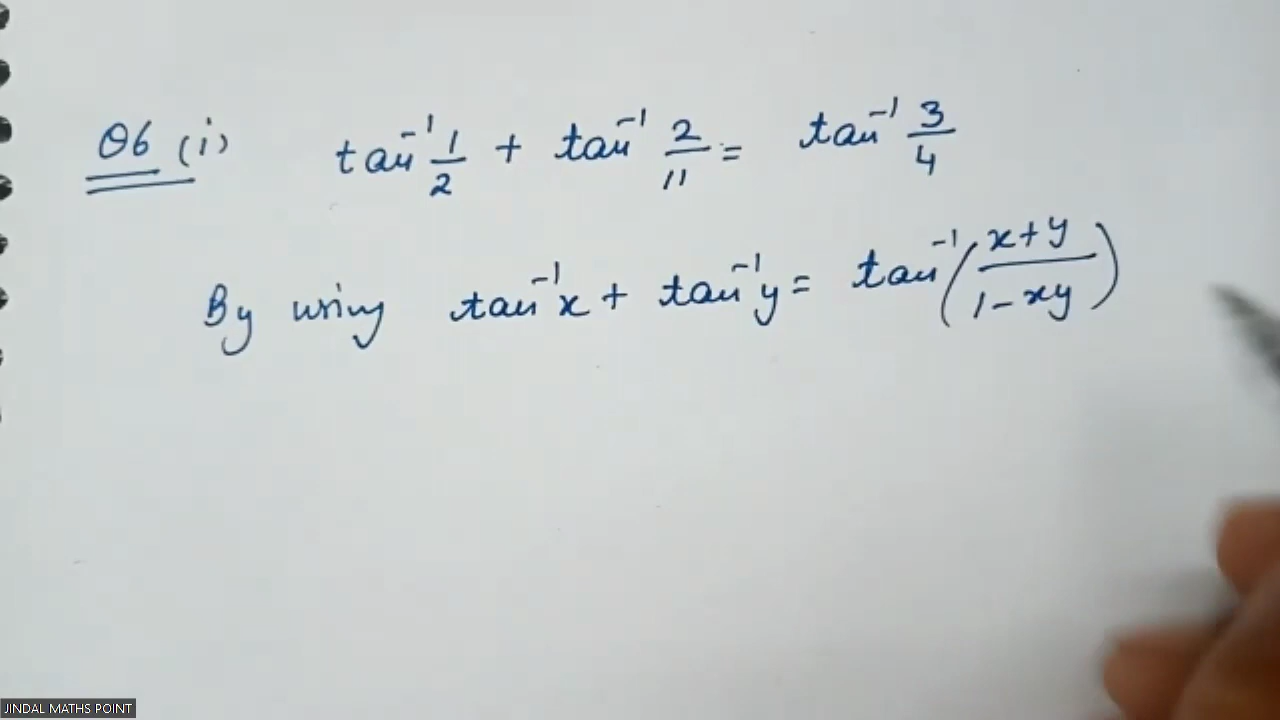 Q6 (i) tan⁻¹ 1/2 + tan⁻¹ 2/11 = tan⁻¹ 3/4
By using tan⁻¹x + tan⁻¹y = tan⁻¹(x+y/1-xy)
JINDAL MATHS POINT